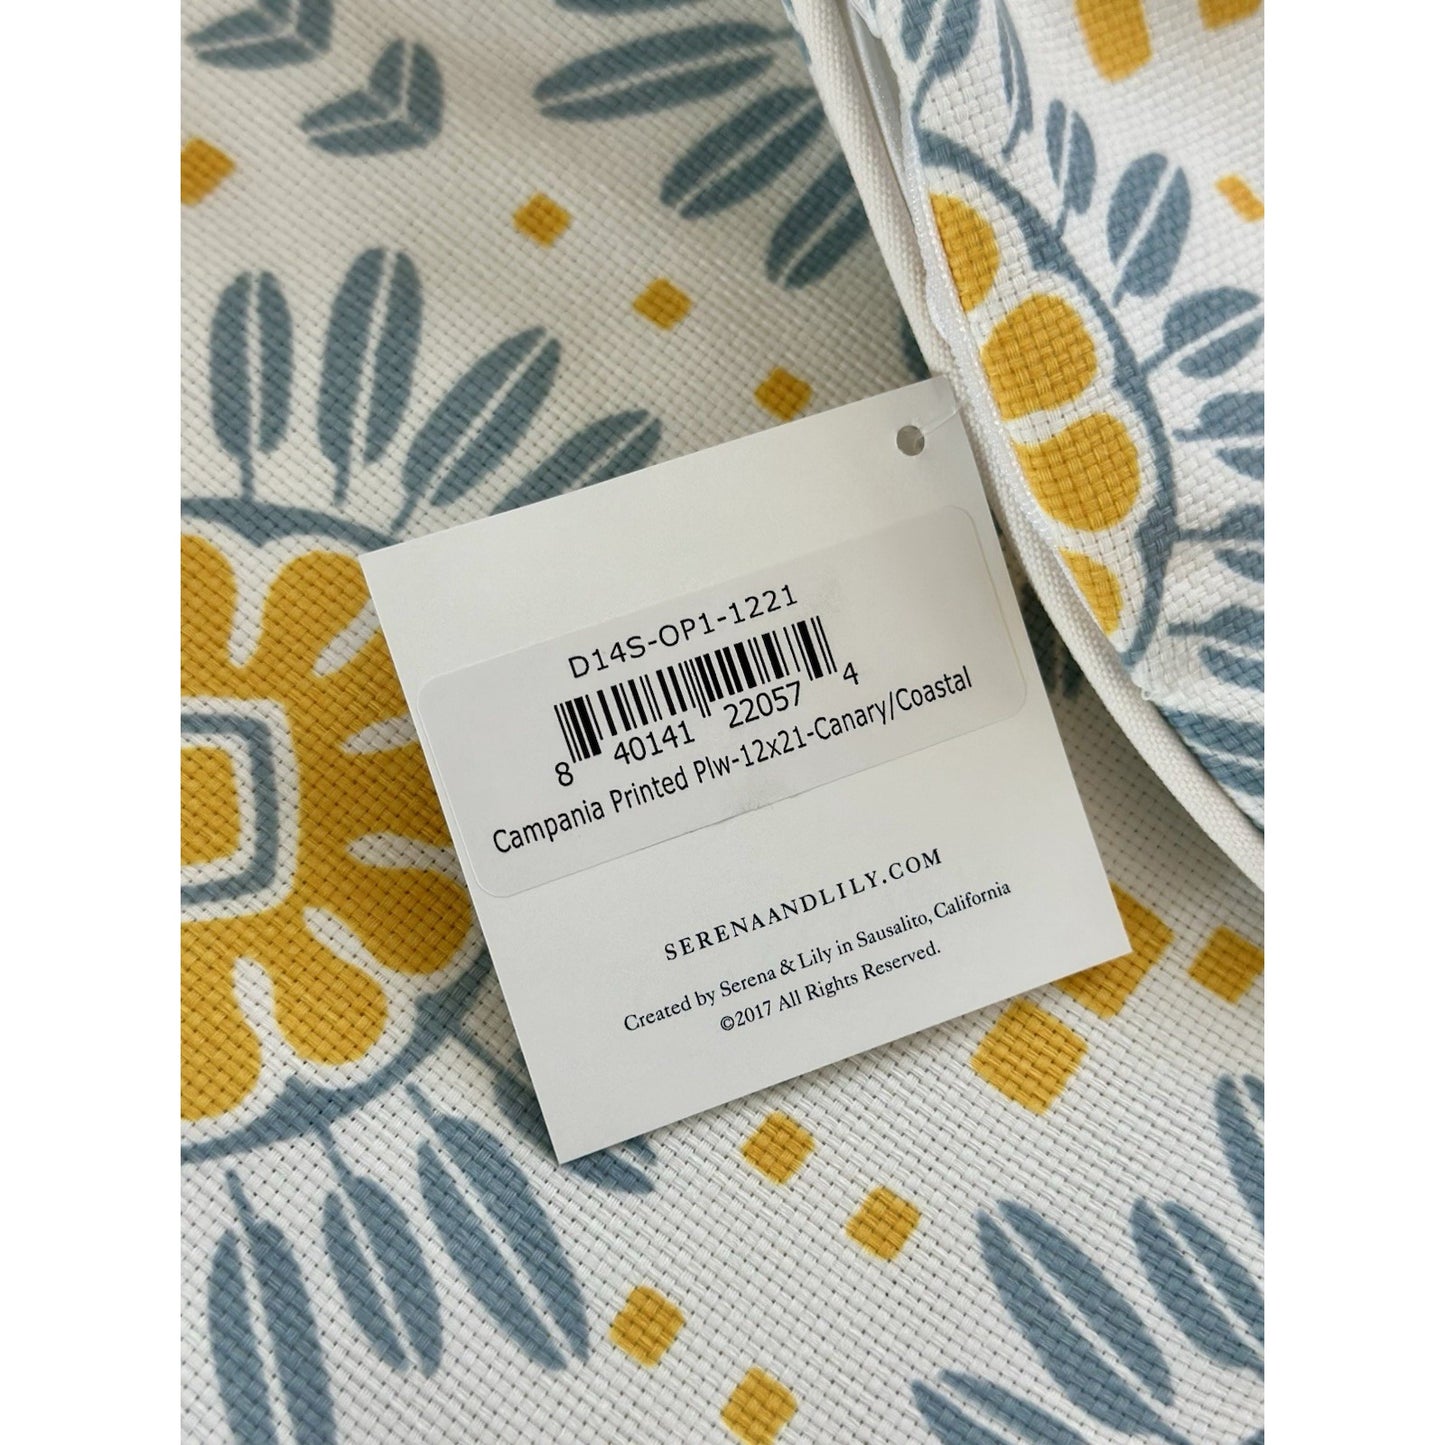 D14S-OP1-1221
8 40141 22057 4
Campania Printed Plw-12x21-Canary/Coastal
SERENAANDLILY.COM
Created by Serena & Lily in Sausalito, California
©2017 All Rights Reserved.